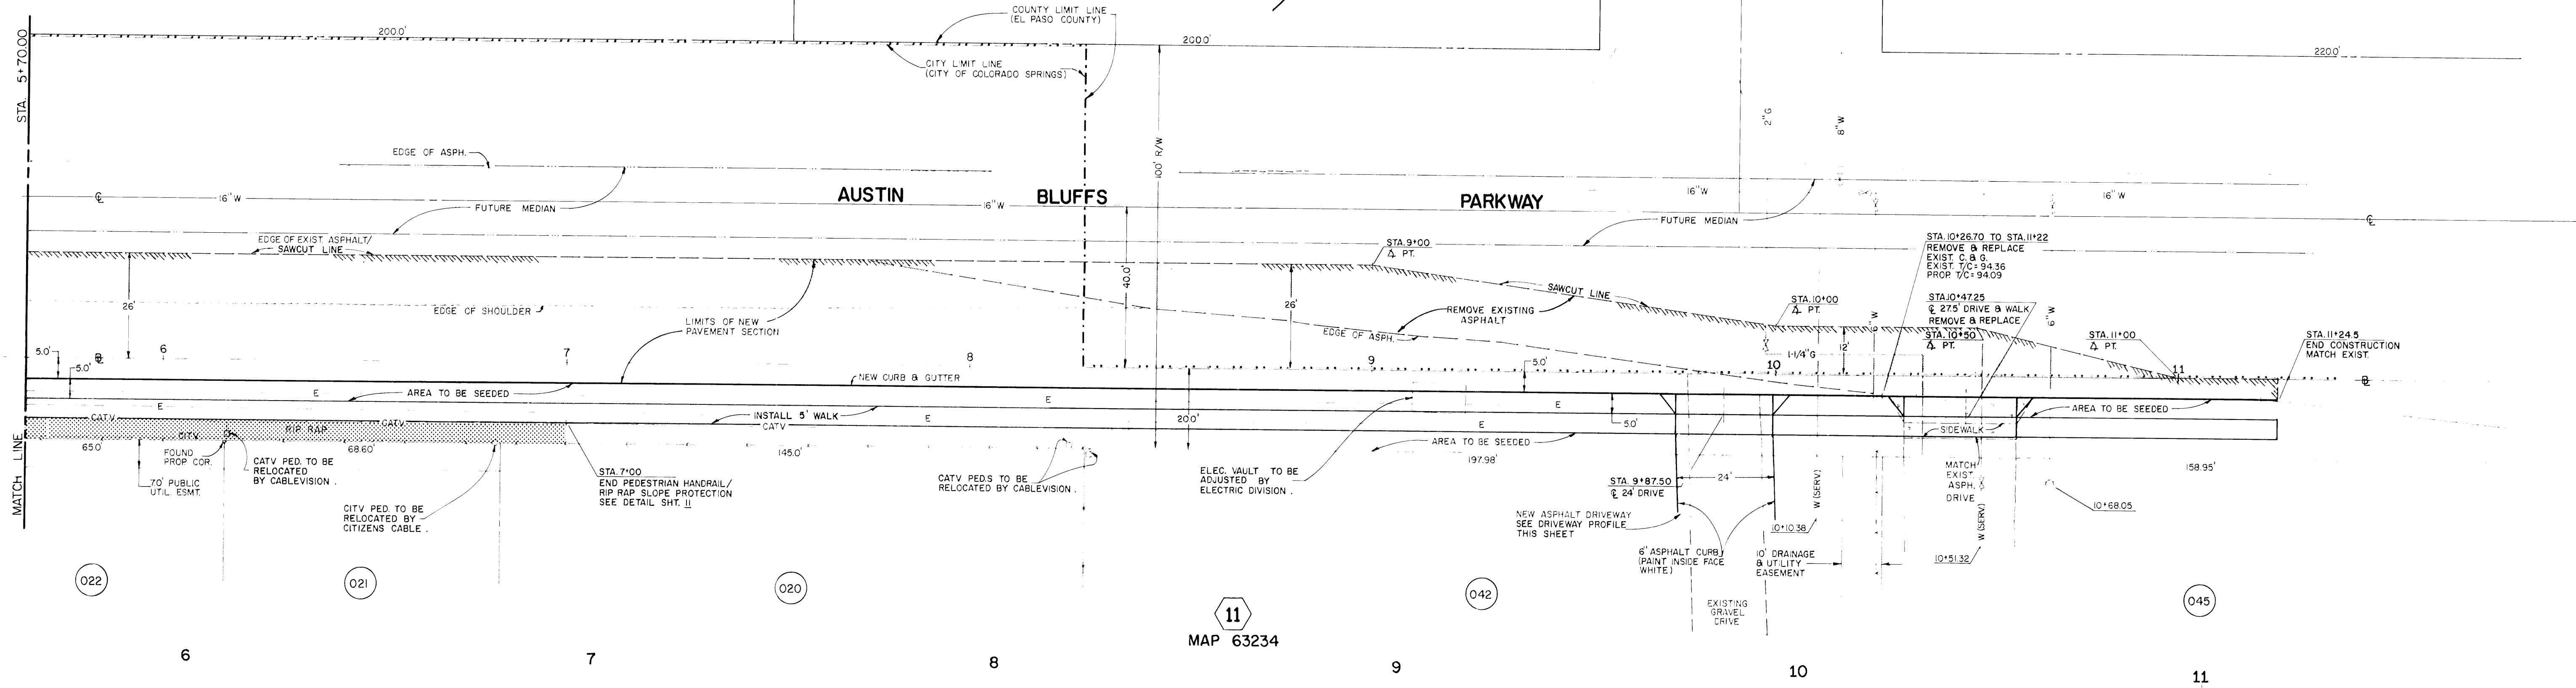 COUNTY LIMIT LINE
(EL PASO COUNTY)
200.0'
200.0'
220.0'
CITY LIMIT LINE
(CITY OF COLORADO SPRINGS)
STA. 5+70.00
MATCH LINE
EDGE OF ASPH.
100' R/W
2"G
8"W
℄
16"W
AUSTIN BLUFFS PARKWAY
16"W
16"W
16"W
℄
FUTURE MEDIAN
FUTURE MEDIAN
EDGE OF EXIST. ASPHALT/
SAWCUT LINE
STA. 9+00
∆ PT.
STA. 10+26.70 TO STA. 11+22
REMOVE & REPLACE
EXIST. C. & G.
EXIST. T/C = 94.36
PROP. T/C = 94.09
26'
40.0'
26'
SAWCUT LINE
EDGE OF SHOULDER
LIMITS OF NEW
PAVEMENT SECTION
REMOVE EXISTING
ASPHALT
EDGE OF ASPH.
STA. 10+00
∆ PT.
6"W
STA.10+47.25
℄ 27.5' DRIVE & WALK
REMOVE & REPLACE
STA. 10+50
∆ PT.
6"W
STA. 11+00
∆ PT.
STA. 11+24.5
END CONSTRUCTION
MATCH EXIST.
12'
1-1/4"G
5.0'
6
7
8
9
10
11
5.0'
5.0'
NEW CURB & GUTTER
E
AREA TO BE SEEDED
E
E
E
INSTALL 5' WALK
E
E
AREA TO BE SEEDED
CATV
CATV
CATV
200'
5.0'
SIDEWALK
CITV
RIP RAP
AREA TO BE SEEDED
65.0'
68.60'
145.0'
197.98'
158.95'
FOUND
PROP COR.
CATV PED. TO BE
RELOCATED
BY CABLEVISION.
7.0' PUBLIC
UTIL. ESMT.
CITV PED. TO BE
RELOCATED BY
CITIZENS CABLE.
STA. 7+00
END PEDESTRIAN HANDRAIL/
RIP RAP SLOPE PROTECTION
SEE DETAIL SHT. 11
CATV PED.S TO BE
RELOCATED BY CABLEVISION.
ELEC. VAULT TO BE
ADJUSTED BY
ELECTRIC DIVISION.
STA. 9+87.50
℄ 24' DRIVE
24'
NEW ASPHALT DRIVEWAY
SEE DRIVEWAY PROFILE
THIS SHEET
6" ASPHALT CURB
(PAINT INSIDE FACE
WHITE)
10+10.38
W (SERV.)
10' DRAINAGE
& UTILITY
EASEMENT
MATCH
EXIST.
ASPH.
DRIVE
W (SERV.)
10+51.32
10+68.05
022
021
020
042
045
EXISTING
GRAVEL
DRIVE
11
MAP 63234
6
7
8
9
10
11